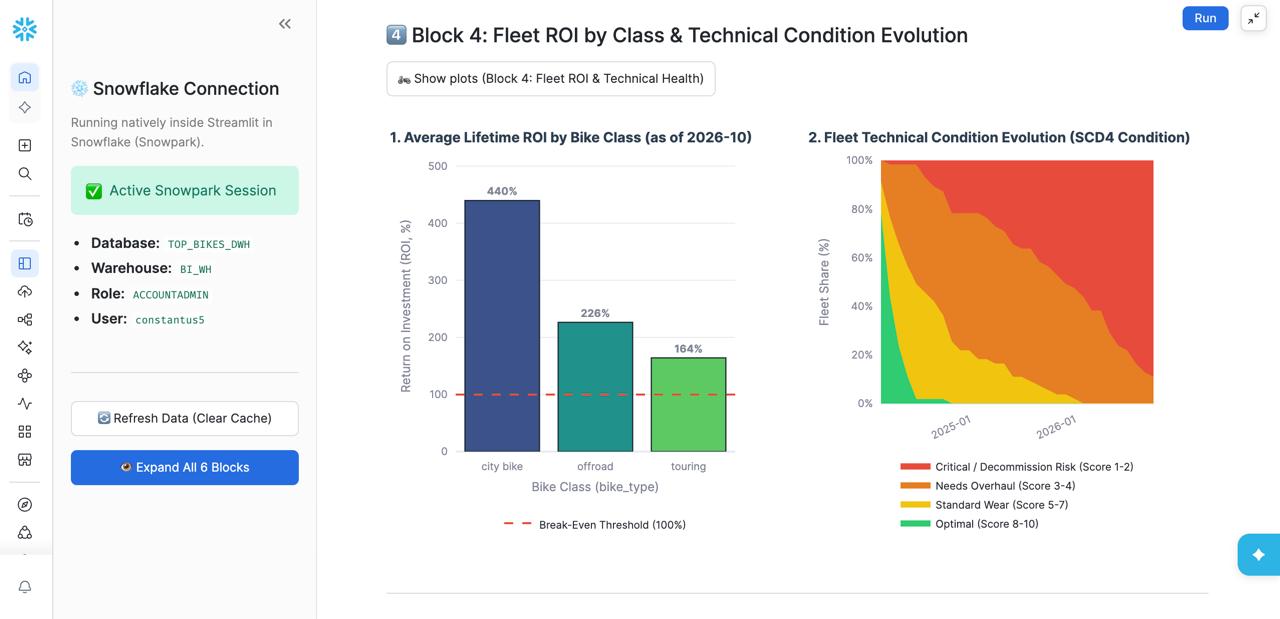 Snowflake Connection
Running natively inside Streamlit in
Snowflake (Snowpark).
Active Snowpark Session
Database: TOP_BIKES_DWH
Warehouse: BI_WH
Role: ACCOUNTADMIN
User: constantus5
Refresh Data (Clear Cache)
Expand All 6 Blocks
Run
4 Block 4: Fleet ROI by Class & Technical Condition Evolution
Show plots (Block 4: Fleet ROI & Technical Health)
1. Average Lifetime ROI by Bike Class (as of 2026-10)
Return on Investment (ROI, %)
500
400
300
200
100
0
440%
226%
164%
city bike
offroad
touring
Bike Class (bike_type)
Break-Even Threshold (100%)
2. Fleet Technical Condition Evolution (SCD4 Condition)
Fleet Share (%)
100%
80%
60%
40%
20%
0%
2025-01
2026-01
Critical / Decommission Risk (Score 1-2)
Needs Overhaul (Score 3-4)
Standard Wear (Score 5-7)
Optimal (Score 8-10)